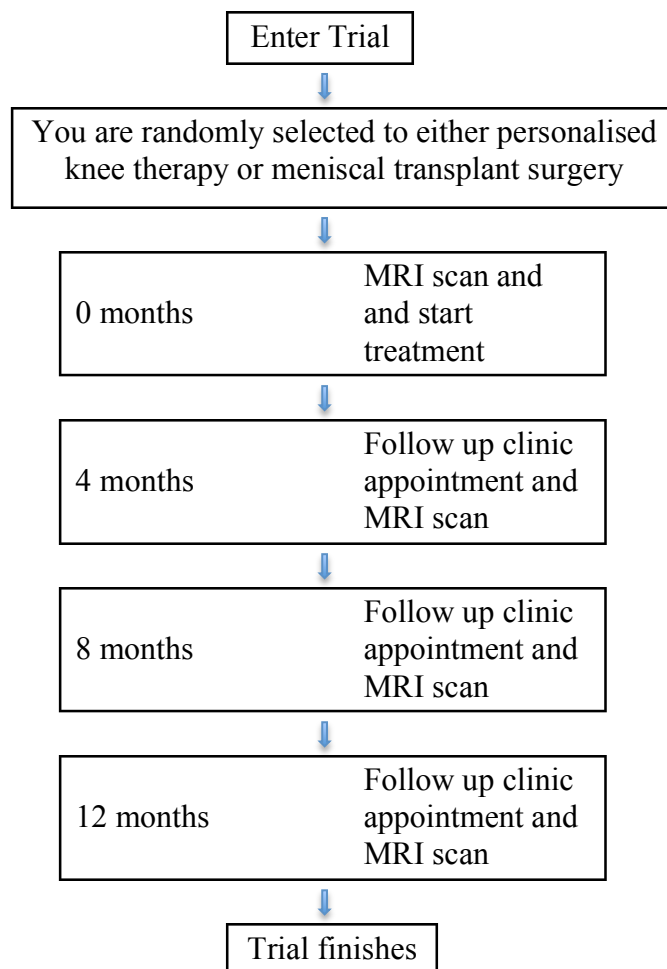 Enter Trial
You are randomly selected to either personalised
knee therapy or meniscal transplant surgery
0 months
MRI scan and
and start
treatment
4 months
Follow up clinic
appointment and
MRI scan
8 months
Follow up clinic
appointment and
MRI scan
12 months
Follow up clinic
appointment and
MRI scan
Trial finishes